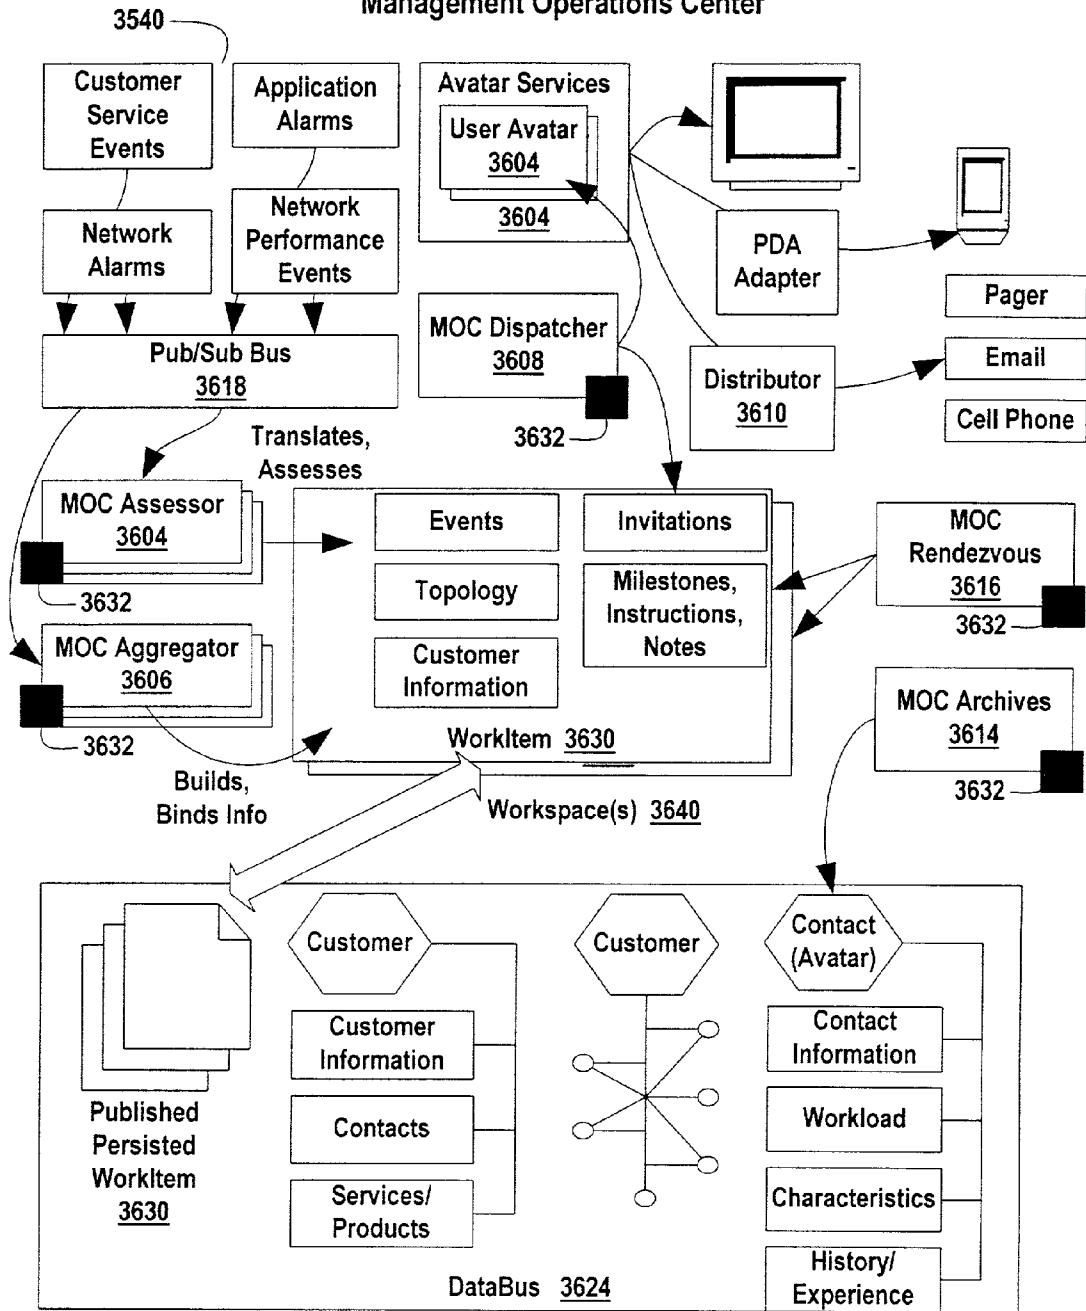 Management Operations Center
3540
Customer
Service
Events
Application
Alarms
Avatar Services
User Avatar
3604
3604
Network
Alarms
Network
Performance
Events
PDA
Adapter
Pager
Email
Cell Phone
MOC Dispatcher
3608
3632
Distributor
3610
Pub/Sub Bus
3618
Translates,
Assesses
MOC Assessor
3604
3632
MOC Aggregator
3606
3632
Builds,
Binds Info
Events
Topology
Customer
Information
Invitations
Milestones,
Instructions,
Notes
WorkItem 3630
Workspace(s) 3640
MOC
Rendezvous
3616
3632
MOC Archives
3614
3632
Published
Persisted
WorkItem
3630
Customer
Customer
Information
Contacts
Services/
Products
Customer
Contact
(Avatar)
Contact
Information
Workload
Characteristics
History/
Experience
DataBus 3624